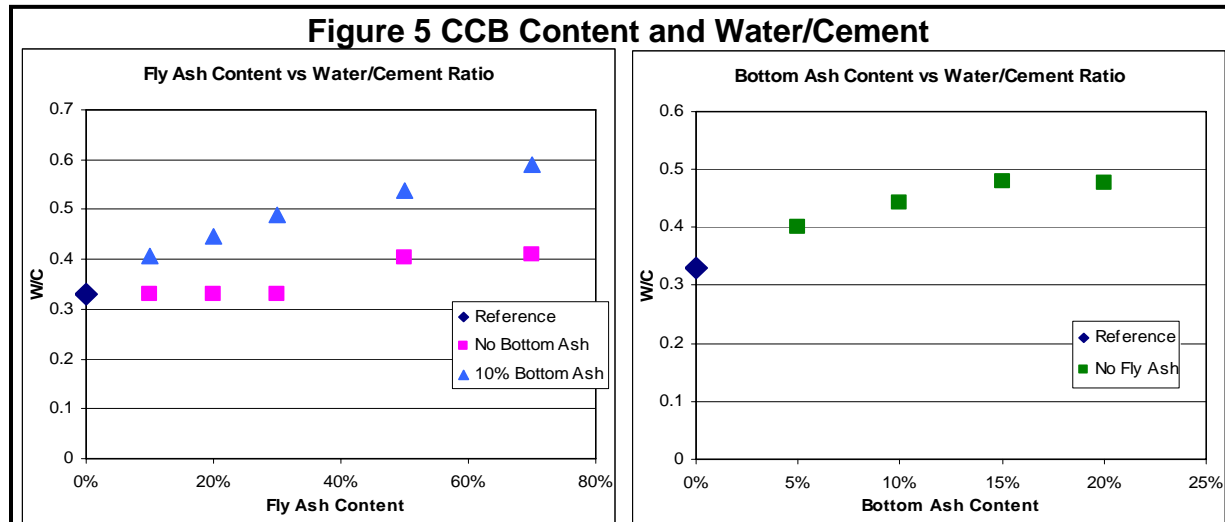 Figure 5 CCB Content and Water/Cement
Fly Ash Content vs Water/Cement Ratio
0.7
0.6
0.5
0.4
0.3
0.2
0.1
0
W/C
0%
20%
40%
60%
80%
Fly Ash Content
Reference
No Bottom Ash
10% Bottom Ash
Bottom Ash Content vs Water/Cement Ratio
0.6
0.5
0.4
0.3
0.2
0.1
0
W/C
0%
5%
10%
15%
20%
25%
Bottom Ash Content
Reference
No Fly Ash